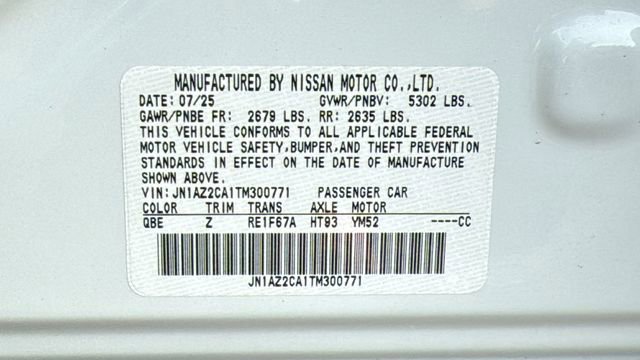 MANUFACTURED BY NISSAN MOTOR CO.,LTD.
DATE: 07/25 GVWR/PNBV: 5302 LBS.
GAWR/PNBE FR: 2679 LBS. RR: 2635 LBS.
THIS VEHICLE CONFORMS TO ALL APPLICABLE FEDERAL
MOTOR VEHICLE SAFETY, BUMPER, AND THEFT PREVENTION
STANDARDS IN EFFECT ON THE DATE OF MANUFACTURE
SHOWN ABOVE.
VIN: JN1AZ2CA1TM300771 PASSENGER CAR
COLOR TRIM TRANS AXLE MOTOR
QBE Z RE1F67A HT93 YM52 ----CC
JN1AZ2CA1TM300771